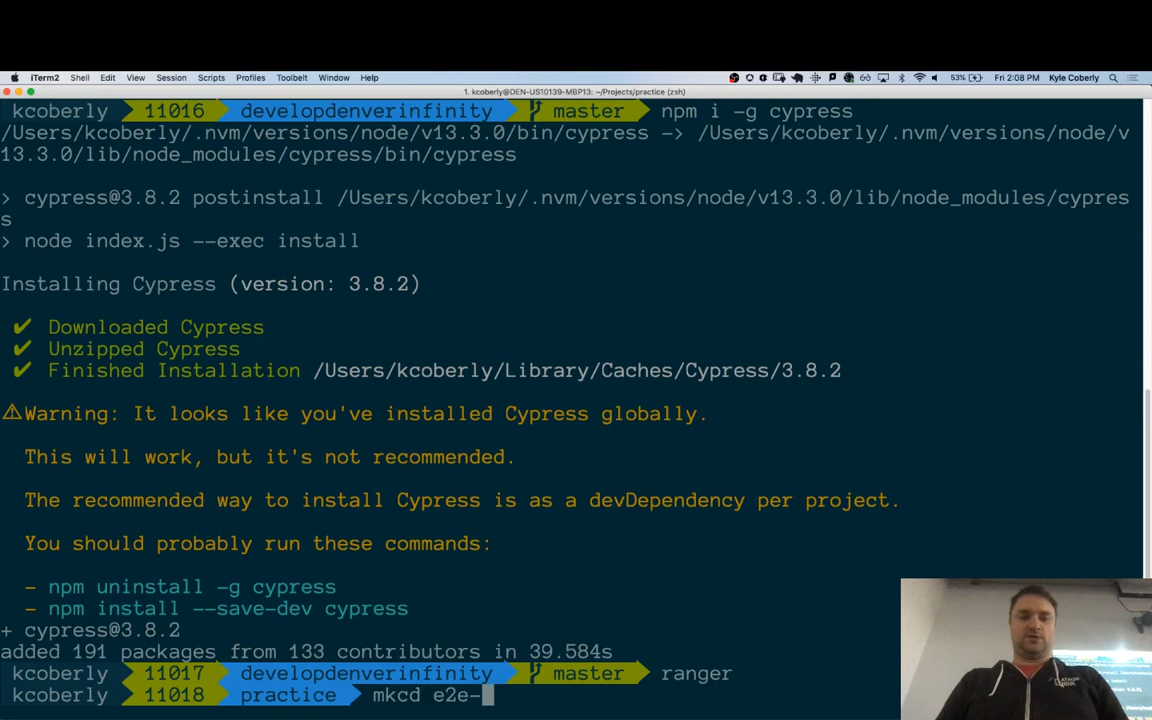 iTerm2 Shell Edit View Session Scripts Profiles Toolbelt Window Help 53% Fri 2:08 PM Kyle Coberly
1. kcoberly@DEN-US10139-MBP13: ~/Projects/practice (zsh)
kcoberly 11016 developdenverinfinity master npm i -g cypress
/Users/kcoberly/.nvm/versions/node/v13.3.0/bin/cypress -> /Users/kcoberly/.nvm/versions/node/v
13.3.0/lib/node_modules/cypress/bin/cypress
> cypress@3.8.2 postinstall /Users/kcoberly/.nvm/versions/node/v13.3.0/lib/node_modules/cypres
s
> node index.js --exec install
Installing Cypress (version: 3.8.2)
✔ Downloaded Cypress
✔ Unzipped Cypress
✔ Finished Installation /Users/kcoberly/Library/Caches/Cypress/3.8.2
⚠Warning: It looks like you've installed Cypress globally.
This will work, but it's not recommended.
The recommended way to install Cypress is as a devDependency per project.
You should probably run these commands:
- npm uninstall -g cypress
- npm install --save-dev cypress
+ cypress@3.8.2
added 191 packages from 133 contributors in 39.584s
kcoberly 11017 developdenverinfinity master ranger
kcoberly 11018 practice mkcd e2e-